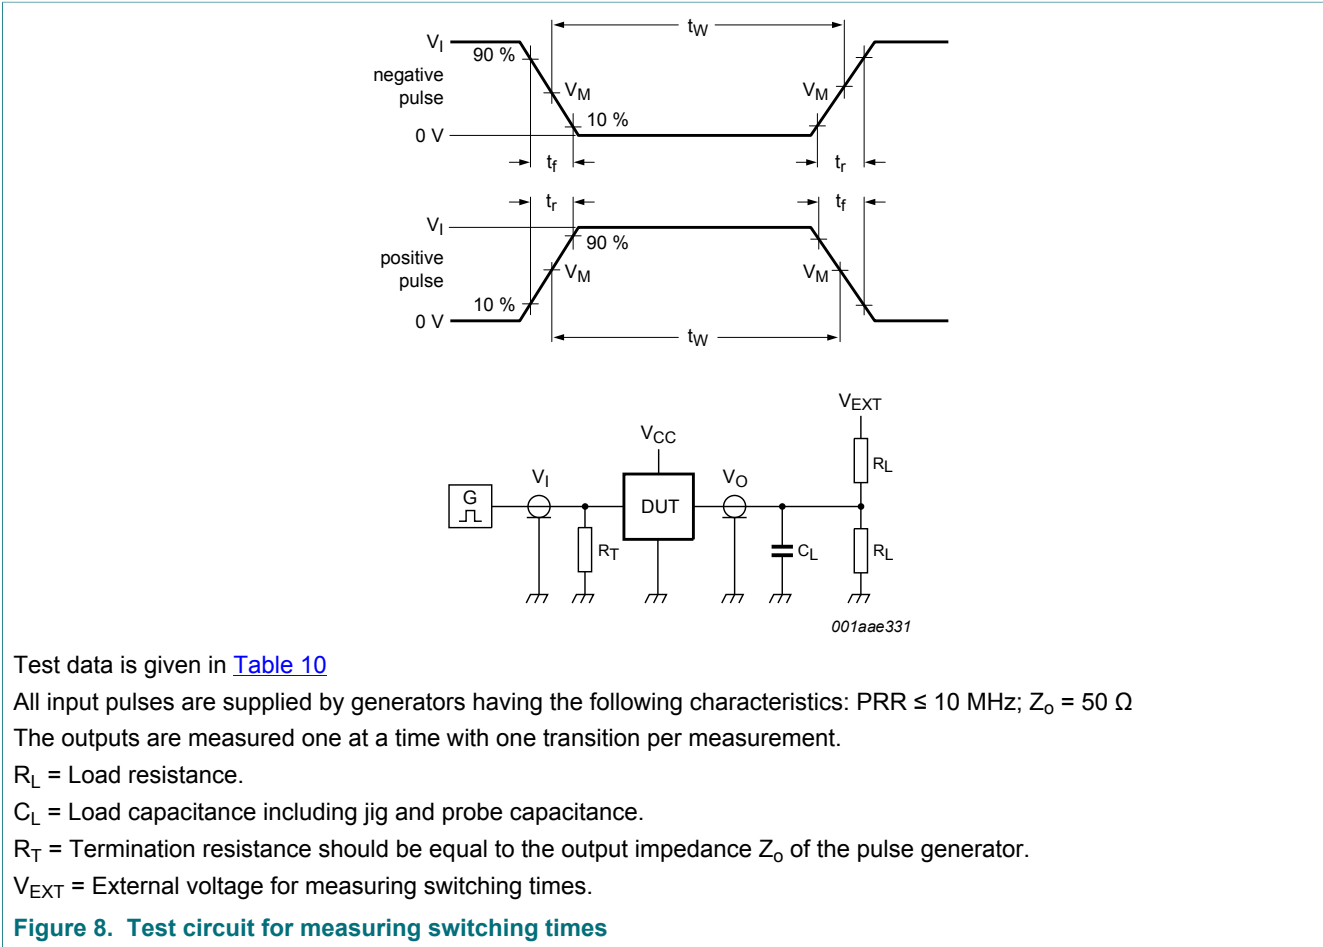 tW
VI
90 %
negative
pulse
VM
VM
10 %
0 V
tf
tr
tr
tf
VI
90 %
positive
pulse
VM
VM
10 %
0 V
tW
VEXT
VCC
RL
VI
VO
G
DUT
RT
CL
RL
001aae331
Test data is given in Table 10
All input pulses are supplied by generators having the following characteristics: PRR ≤ 10 MHz; Zo = 50 Ω
The outputs are measured one at a time with one transition per measurement.
RL = Load resistance.
CL = Load capacitance including jig and probe capacitance.
RT = Termination resistance should be equal to the output impedance Zo of the pulse generator.
VEXT = External voltage for measuring switching times.
Figure 8. Test circuit for measuring switching times